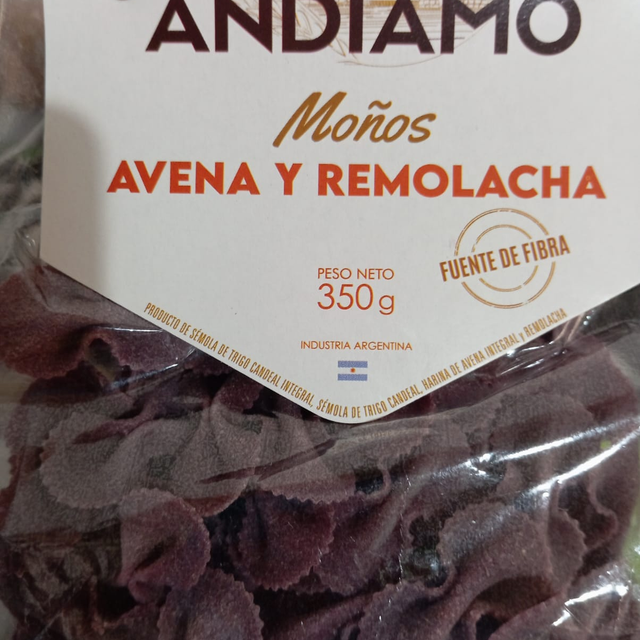 ANDIAMO
Moños
AVENA Y REMOLACHA
FUENTE DE FIBRA
PESO NETO
350 g
INDUSTRIA ARGENTINA
PRODUCTO DE SÉMOLA DE TRIGO CANDEAL INTEGRAL, SÉMOLA DE TRIGO CANDEAL, HARINA DE AVENA INTEGRAL y REMOLACHA